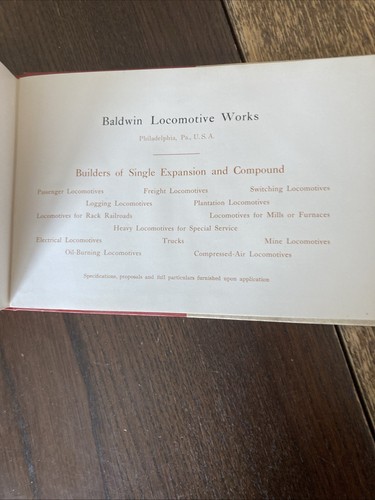 Baldwin Locomotive Works
Philadelphia, Pa., U. S. A.
Builders of Single Expansion and Compound
Passenger Locomotives Freight Locomotives Switching Locomotives
Logging Locomotives Plantation Locomotives
Locomotives for Rack Railroads Locomotives for Mills or Furnaces
Heavy Locomotives for Special Service
Electrical Locomotives Trucks Mine Locomotives
Oil-Burning Locomotives Compressed-Air Locomotives
Specifications, proposals and full particulars furnished upon application